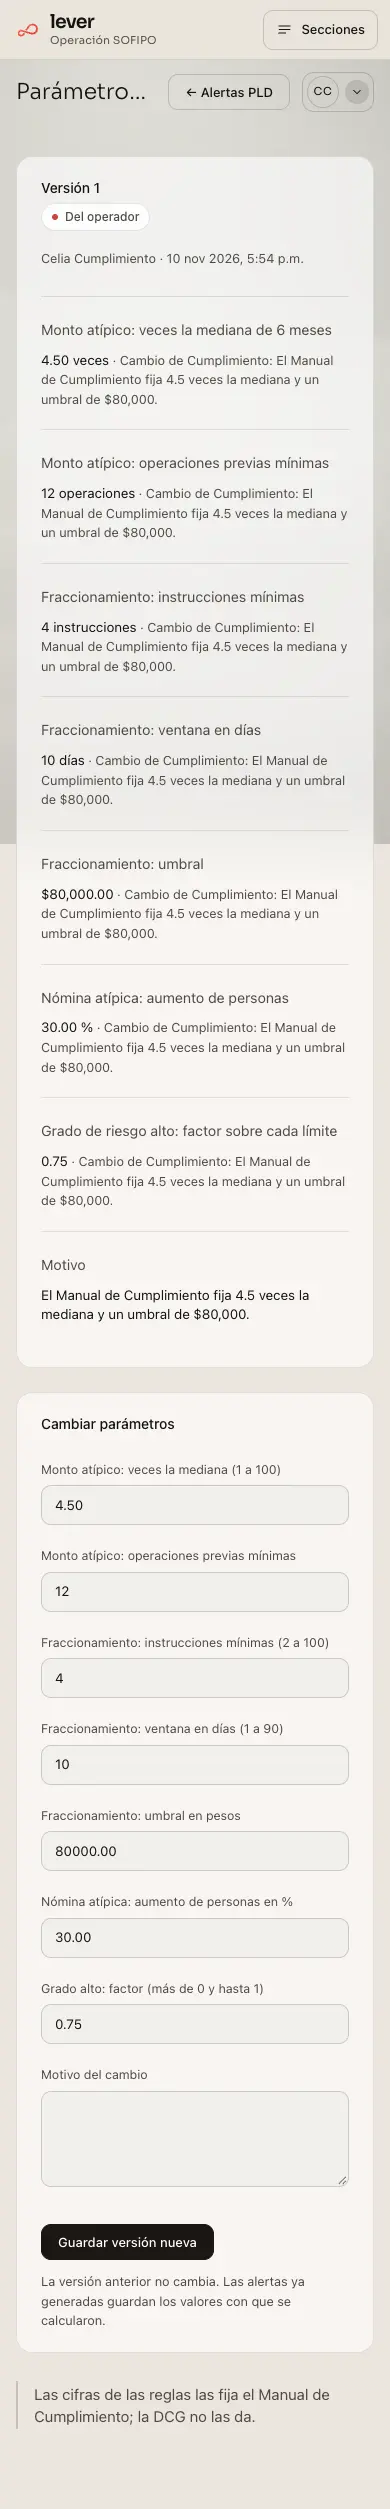 lever
Operación SOFIPO
Secciones
Parámetro...
← Alertas PLD
CC
Versión 1
Del operador
Celia Cumplimiento · 10 nov 2026, 5:54 p.m.
Monto atípico: veces la mediana de 6 meses
4.50 veces · Cambio de Cumplimiento: El Manual
de Cumplimiento fija 4.5 veces la mediana y un
umbral de $80,000.
Monto atípico: operaciones previas mínimas
12 operaciones · Cambio de Cumplimiento: El
Manual de Cumplimiento fija 4.5 veces la mediana y
un umbral de $80,000.
Fraccionamiento: instrucciones mínimas
4 instrucciones · Cambio de Cumplimiento: El
Manual de Cumplimiento fija 4.5 veces la mediana y
un umbral de $80,000.
Fraccionamiento: ventana en días
10 días · Cambio de Cumplimiento: El Manual de
Cumplimiento fija 4.5 veces la mediana y un umbral
de $80,000.
Fraccionamiento: umbral
$80,000.00 · Cambio de Cumplimiento: El Manual
de Cumplimiento fija 4.5 veces la mediana y un
umbral de $80,000.
Nómina atípica: aumento de personas
30.00 % · Cambio de Cumplimiento: El Manual de
Cumplimiento fija 4.5 veces la mediana y un umbral
de $80,000.
Grado de riesgo alto: factor sobre cada límite
0.75 · Cambio de Cumplimiento: El Manual de
Cumplimiento fija 4.5 veces la mediana y un umbral
de $80,000.
Motivo
El Manual de Cumplimiento fija 4.5 veces la
mediana y un umbral de $80,000.
Cambiar parámetros
Monto atípico: veces la mediana (1 a 100)
4.50
Monto atípico: operaciones previas mínimas
12
Fraccionamiento: instrucciones mínimas (2 a 100)
4
Fraccionamiento: ventana en días (1 a 90)
10
Fraccionamiento: umbral en pesos
80000.00
Nómina atípica: aumento de personas en %
30.00
Grado alto: factor (más de 0 y hasta 1)
0.75
Motivo del cambio
Guardar versión nueva
La versión anterior no cambia. Las alertas ya
generadas guardan los valores con que se
calcularon.
Las cifras de las reglas las fija el Manual de
Cumplimiento; la DCG no las da.